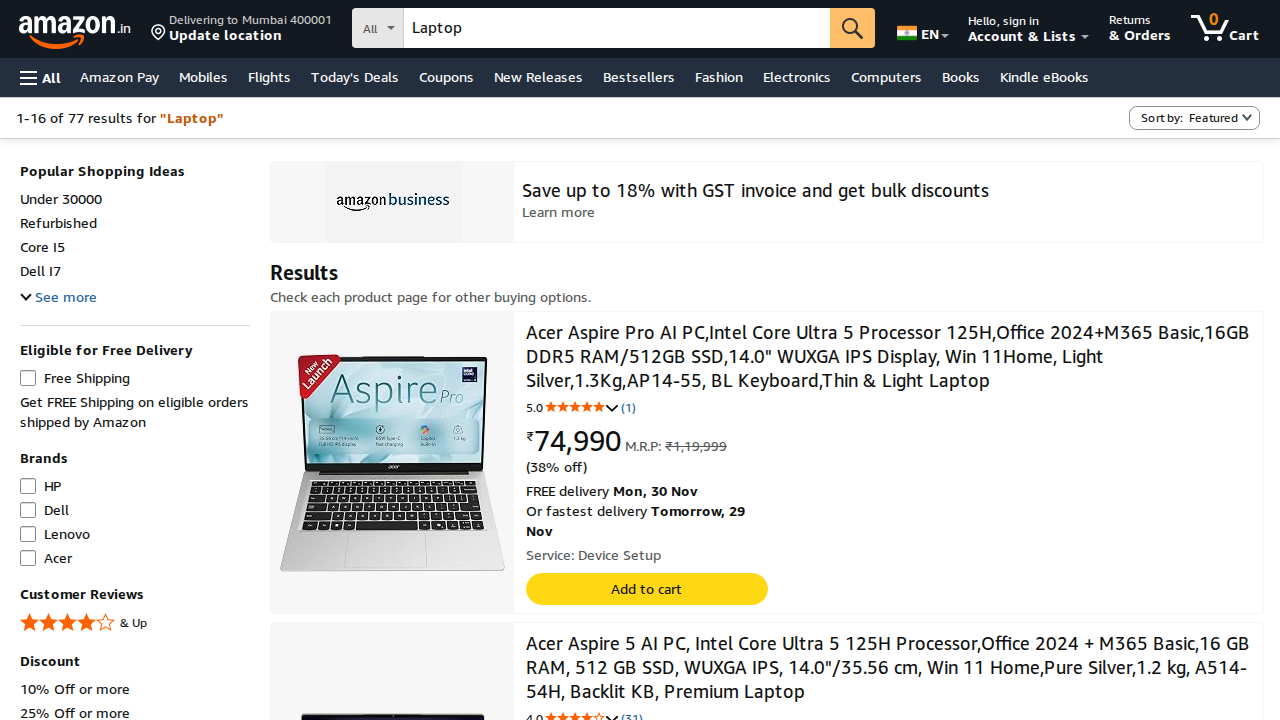 amazon.in
Delivering to Mumbai 400001
Update location
All
Laptop
EN
Hello, sign in
Account & Lists
Returns
& Orders
0
Cart
All
Amazon Pay
Mobiles
Flights
Today's Deals
Coupons
New Releases
Bestsellers
Fashion
Electronics
Computers
Books
Kindle eBooks
1-16 of 77 results for "Laptop"
Sort by: Featured
Popular Shopping Ideas
Under 30000
Refurbished
Core I5
Dell I7
See more
Eligible for Free Delivery
Free Shipping
Get FREE Shipping on eligible orders
shipped by Amazon
Brands
HP
Dell
Lenovo
Acer
Customer Reviews
& Up
Discount
10% Off or more
25% Off or more
amazon business
Save up to 18% with GST invoice and get bulk discounts
Learn more
Results
Check each product page for other buying options.
New
Launch
Aspire Pro
acer
Acer Aspire Pro AI PC,Intel Core Ultra 5 Processor 125H,Office 2024+M365 Basic,16GB
DDR5 RAM/512GB SSD,14.0" WUXGA IPS Display, Win 11Home, Light
Silver,1.3Kg,AP14-55, BL Keyboard,Thin & Light Laptop
5.0 (1)
₹74,990 M.R.P: ₹1,19,999
(38% off)
FREE delivery Mon, 30 Nov
Or fastest delivery Tomorrow, 29
Nov
Service: Device Setup
Add to cart
Acer Aspire 5 AI PC, Intel Core Ultra 5 125H Processor,Office 2024 + M365 Basic,16 GB
RAM, 512 GB SSD, WUXGA IPS, 14.0"/35.56 cm, Win 11 Home,Pure Silver,1.2 kg, A514-
54H, Backlit KB, Premium Laptop
4.0 (31)